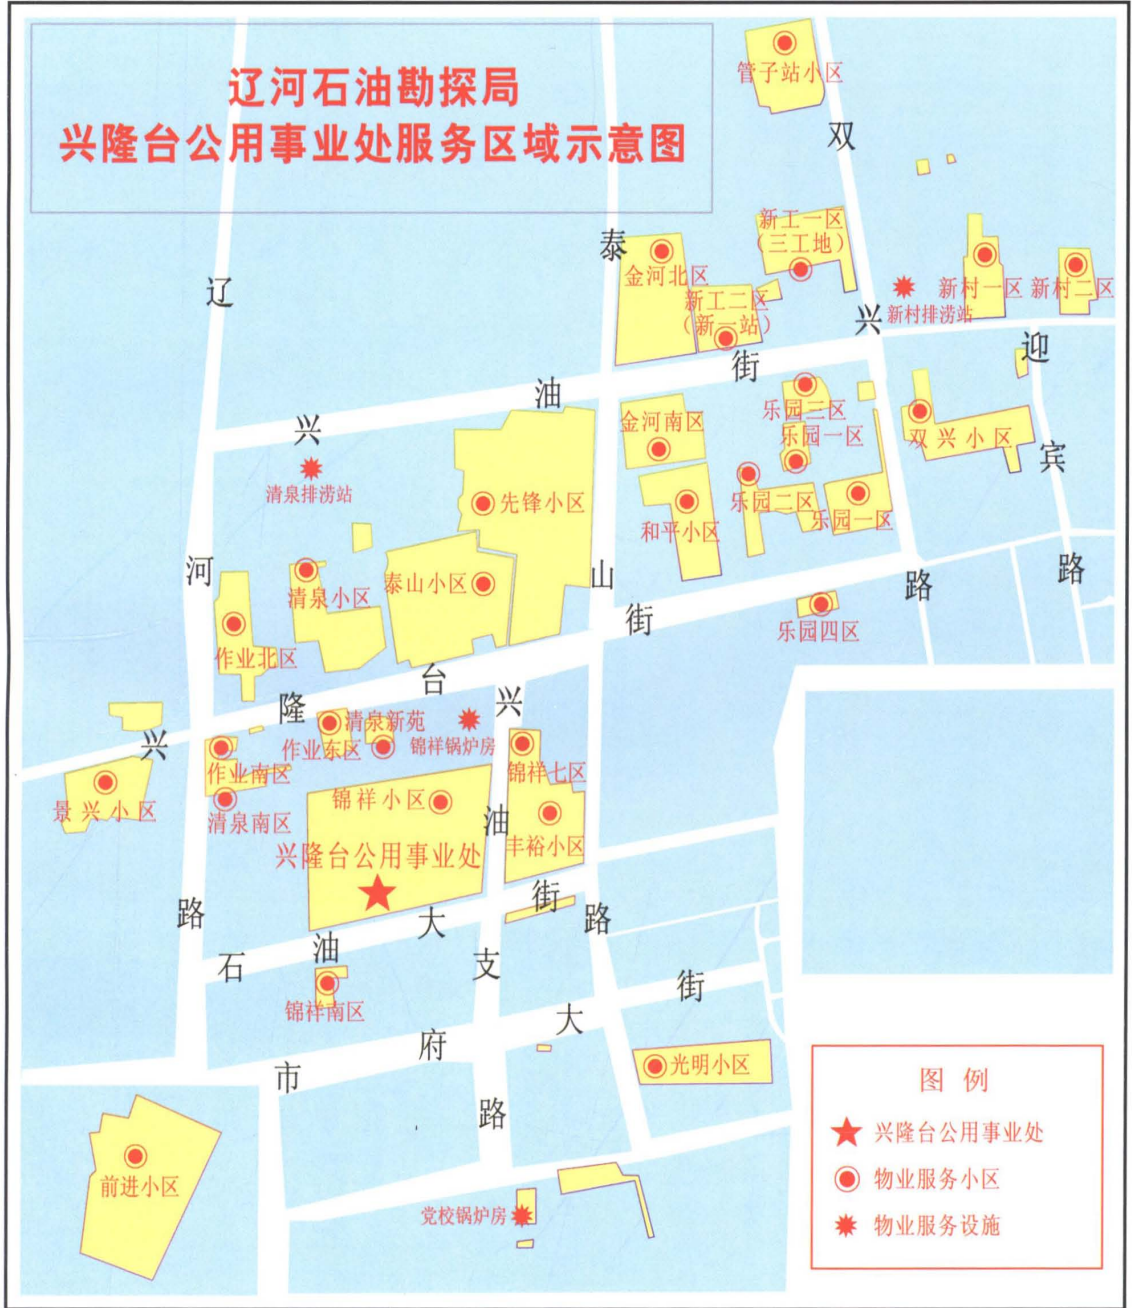 辽河石油勘探局
兴隆台公用事业处服务区域示意图
管子站小区
双兴路
新工一区
（三工地）
泰山路
金河北区
新工二区
（新一站）
新村排涝站
新村一区
新村二区
辽河路
兴油街
迎宾路
金河南区
乐园三区
乐园一区
双兴小区
清泉排涝站
先锋小区
和平小区
乐园二区
乐园一区
清泉小区
泰山小区
乐园四区
作业北区
兴隆台街
清泉新苑
作业东区
锦祥锅炉房
兴油支路
作业南区
锦祥七区
景兴小区
清泉南区
锦祥小区
丰裕小区
兴隆台公用事业处
石油大街
锦祥南区
市府大街
光明小区
前进小区
党校锅炉房
图例
兴隆台公用事业处
物业服务小区
物业服务设施